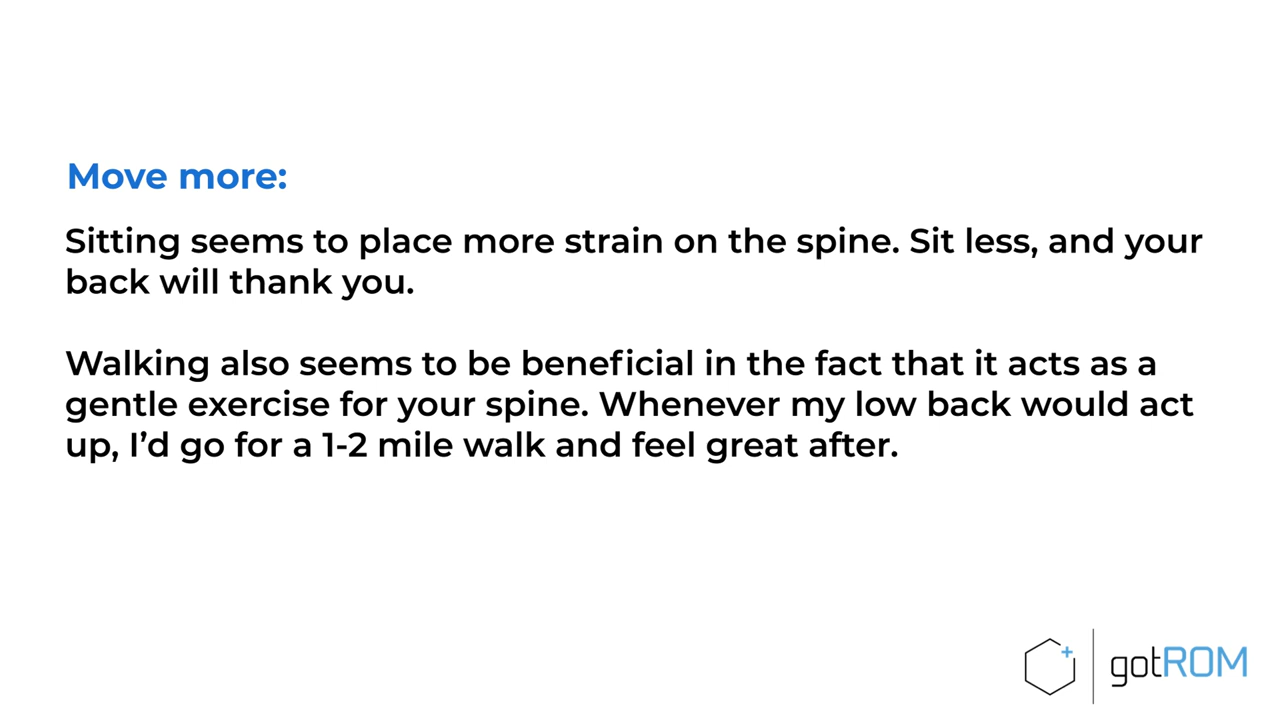 Move more:
Sitting seems to place more strain on the spine. Sit less, and your
back will thank you.
Walking also seems to be beneficial in the fact that it acts as a
gentle exercise for your spine. Whenever my low back would act
up, I’d go for a 1-2 mile walk and feel great after.
gotROM